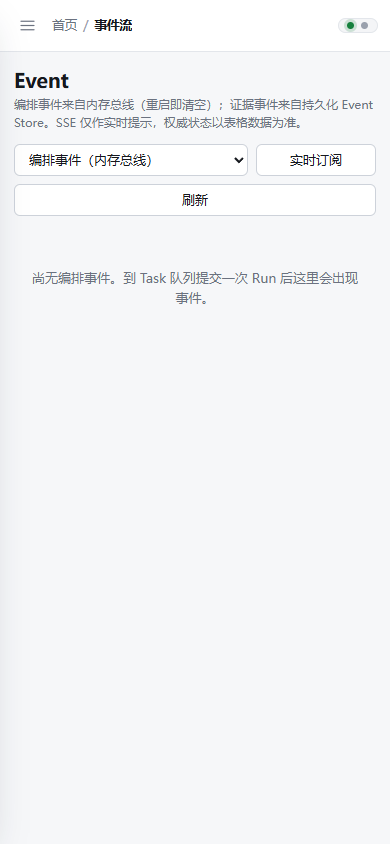 首页 / 事件流
Event
编排事件来自内存总线（重启即清空）；证据事件来自持久化 Event
Store。SSE 仅作实时提示，权威状态以表格数据为准。
编排事件（内存总线）
实时订阅
刷新
尚无编排事件。到 Task 队列提交一次 Run 后这里会出现
事件。